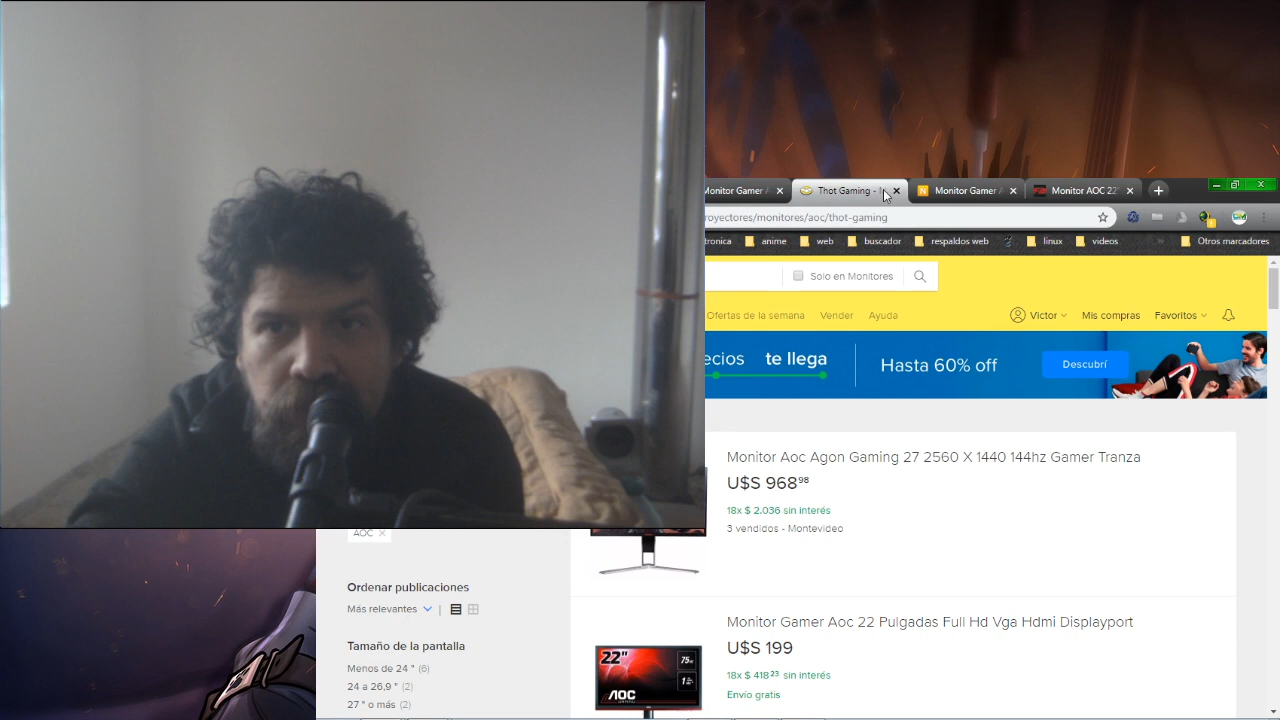 Monitor Gamer A
Thot Gaming -
Monitor Gamer A
Monitor AOC 22"
royectores/monitores/aoc/thot-gaming
tronica
anime
web
buscador
respaldos web
linux
videos
Otros marcadores
Solo en Monitores
Ofertas de la semana
Vender
Ayuda
Victor
Mis compras
Favoritos
ecios te llega
Hasta 60% off
Descubrí
Monitor Aoc Agon Gaming 27 2560 X 1440 144hz Gamer Tranza
U$S 968⁹⁸
18x $ 2.036 sin interés
3 vendidos - Montevideo
AOC
Ordenar publicaciones
Más relevantes
Tamaño de la pantalla
Menos de 24 " (6)
24 a 26,9 " (2)
27 " o más (2)
Monitor Gamer Aoc 22 Pulgadas Full Hd Vga Hdmi Displayport
U$S 199
18x $ 418²³ sin interés
Envío gratis
22"
75
AOC